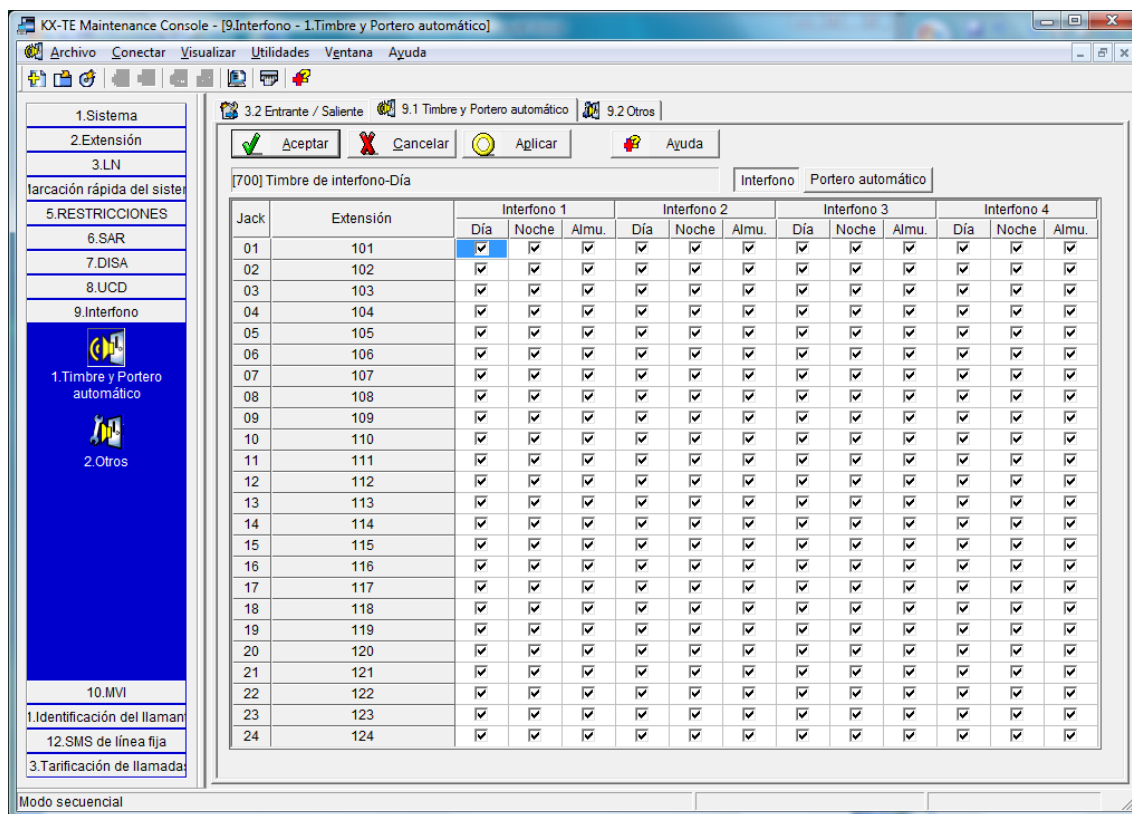 KX-TE Maintenance Console - [9.Interfono - 1.Timbre y Portero automático]
Archivo Conectar Visualizar Utilidades Ventana Ayuda
3.2 Entrante / Saliente 9.1 Timbre y Portero automático 9.2 Otros
Aceptar Cancelar Aplicar Ayuda
[700] Timbre de interfono-Día Interfono Portero automático
1.Sistema
2.Extensión
3.LN
Marcación rápida del sister
5.RESTRICCIONES
6.SAR
7.DISA
8.UCD
9.Interfono
1.Timbre y Portero
automático
2.Otros
10.MVI
1.Identificación del llaman
12.SMS de línea fija
3.Tarificación de llamada
Jack Extensión Interfono 1 Interfono 2 Interfono 3 Interfono 4
Día Noche Almu. Día Noche Almu. Día Noche Almu. Día Noche Almu.
01 101
02 102
03 103
04 104
05 105
06 106
07 107
08 108
09 109
10 110
11 111
12 112
13 113
14 114
15 115
16 116
17 117
18 118
19 119
20 120
21 121
22 122
23 123
24 124
Modo secuencial